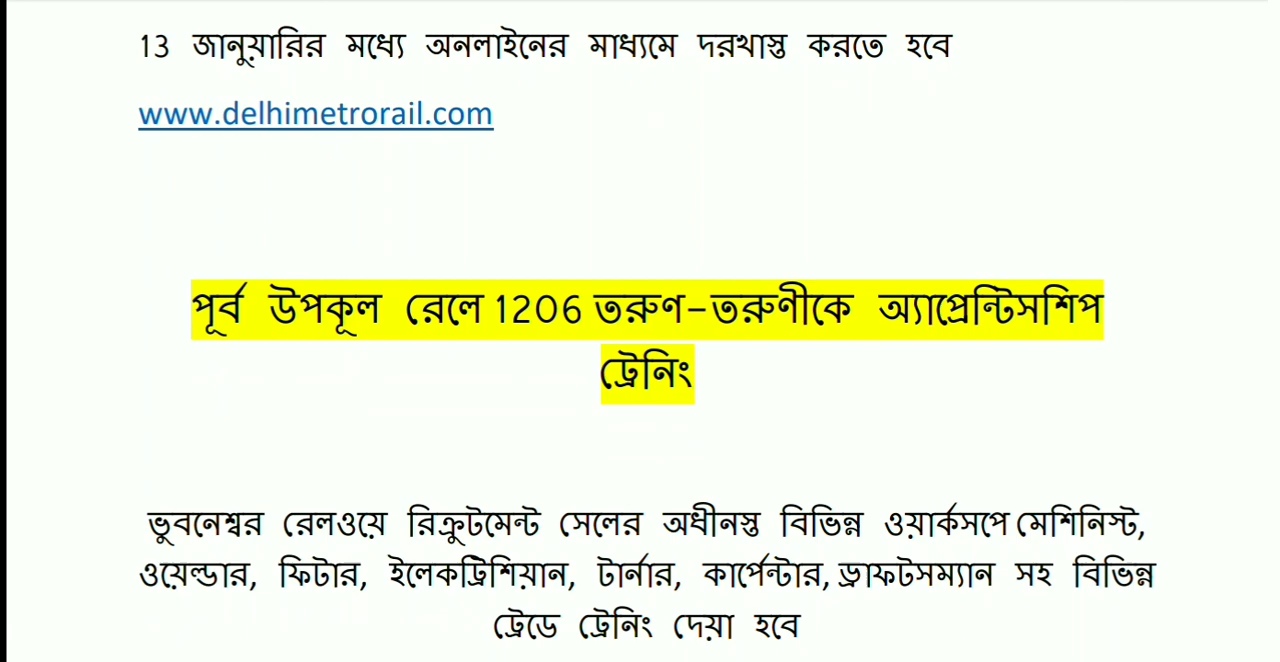 13 জানুয়ারির মধ্যে অনলাইনের মাধ্যমে দরখাস্ত করতে হবে
www.delhimetrorail.com
পূর্ব উপকূল রেলে 1206 তরুণ-তরুণীকে অ্যাপ্রেন্টিসশিপ
ট্রেনিং
ভুবনেশ্বর রেলওয়ে রিক্রুটমেন্ট সেলের অধীনস্ত বিভিন্ন ওয়ার্কসপে মেশিনিস্ট,
ওয়েল্ডার, ফিটার, ইলেকট্রিশিয়ান, টার্নার, কার্পেন্টার, ড্রাফটসম্যান সহ বিভিন্ন
ট্রেডে ট্রেনিং দেয়া হবে